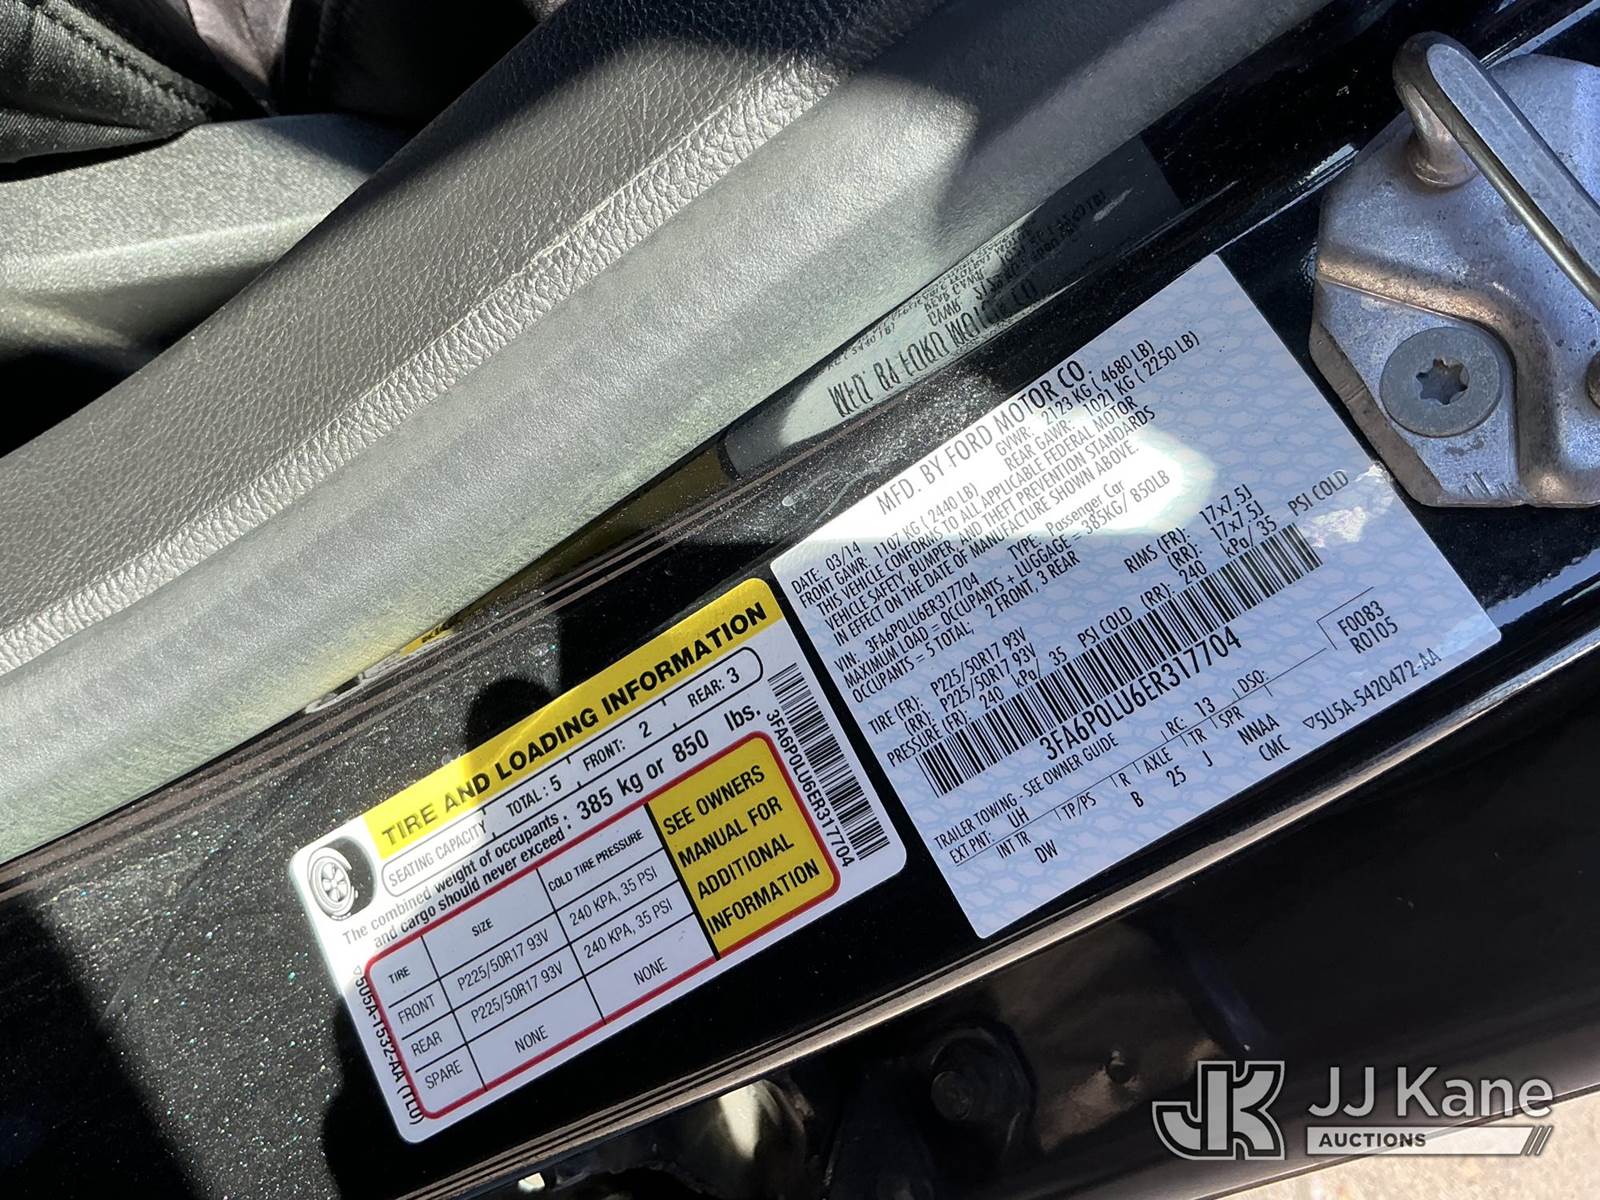 MFD. BY FORD MOTOR CO.
DATE: 03/14 GVWR: 2123 KG ( 4680 LB)
FRONT GAWR: 1107 KG ( 2440 LB) REAR GAWR: 1021 KG ( 2250 LB)
THIS VEHICLE CONFORMS TO ALL APPLICABLE FEDERAL MOTOR
VEHICLE SAFETY, BUMPER, AND THEFT PREVENTION STANDARDS
IN EFFECT ON THE DATE OF MANUFACTURE SHOWN ABOVE.
VIN: 3FA6P0LU6ER317704 TYPE: Passenger Car
MAXIMUM LOAD = OCCUPANTS + LUGGAGE = 385KG/ 850LB
OCCUPANTS = 5 TOTAL, 2 FRONT, 3 REAR
TIRE (FR): P225/50R17 93V RIMS (FR): 17x7.5J
(RR): P225/50R17 93V (RR): 17x7.5J
PRESSURE (FR): 240 kPa/ 35 PSI COLD (RR): 240 kPa/ 35 PSI COLD
3FA6P0LU6ER317704
F0083
R0105
TRAILER TOWING - SEE OWNER GUIDE
EXT PNT: UH RC: 13 DSO:
INT TR TP/PS R AXLE TR SPR
DW B 25 J NNAA
CMC
▽5U5A-5420472-AA
TIRE AND LOADING INFORMATION
SEATING CAPACITY TOTAL: 5 FRONT: 2 REAR: 3
The combined weight of occupants
and cargo should never exceed : 385 kg or 850 lbs.
TIRE SIZE COLD TIRE PRESSURE
FRONT P225/50R17 93V 240 KPA, 35 PSI
REAR P225/50R17 93V 240 KPA, 35 PSI
SPARE NONE NONE
SEE OWNERS
MANUAL FOR
ADDITIONAL
INFORMATION
3FA6P0LU6ER317704
▽5U5A-1532-AA (TL0)
JK JJ Kane
AUCTIONS